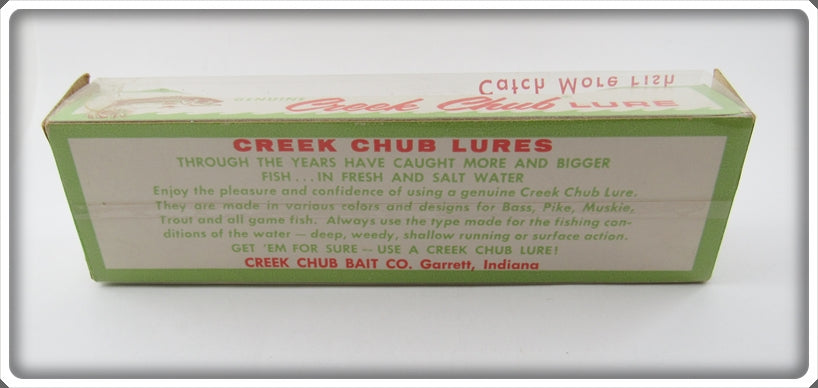 Catch More Fish
GENUINE Creek Chub LURE
CREEK CHUB LURES
THROUGH THE YEARS HAVE CAUGHT MORE AND BIGGER
FISH...IN FRESH AND SALT WATER
Enjoy the pleasure and confidence of using a genuine Creek Chub Lure.
They are made in various colors and designs for Bass, Pike, Muskie,
Trout and all game fish. Always use the type made for the fishing con-
ditions of the water — deep, weedy, shallow running or surface action.
GET 'EM FOR SURE — USE A CREEK CHUB LURE!
CREEK CHUB BAIT CO. Garrett, Indiana